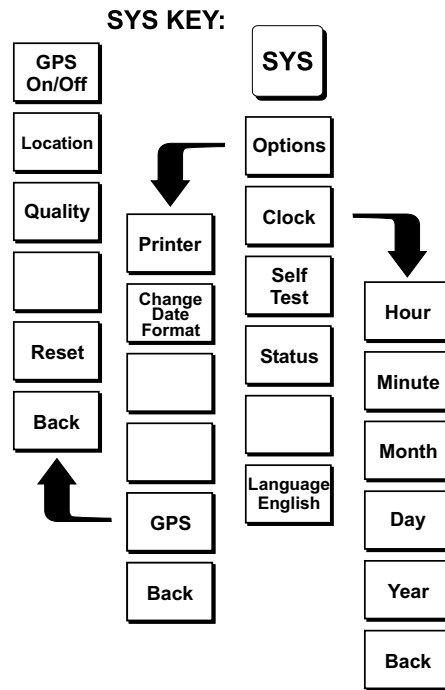 SYS KEY:
SYS
Options
Clock
Self
Test
Status
Language
English
Printer
Change
Date
Format
GPS
Back
GPS
On/Off
Location
Quality
Reset
Back
Hour
Minute
Month
Day
Year
Back